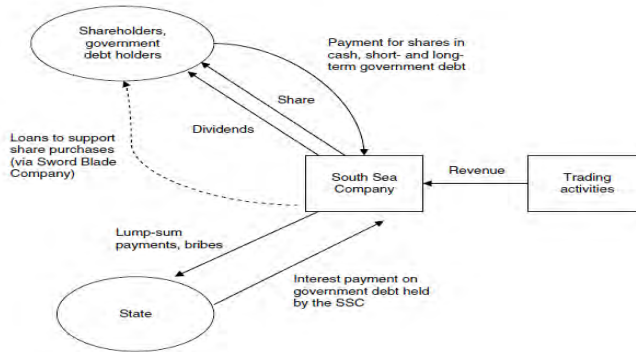 Shareholders,
government
debt holders
Payment for shares in
cash, short- and long-
term government debt
Share
Dividends
Loans to support
share purchases
(via Sword Blade
Company)
South Sea
Company
Revenue
Trading
activities
Lump-sum
payments, bribes
Interest payment on
government debt held
by the SSC
State